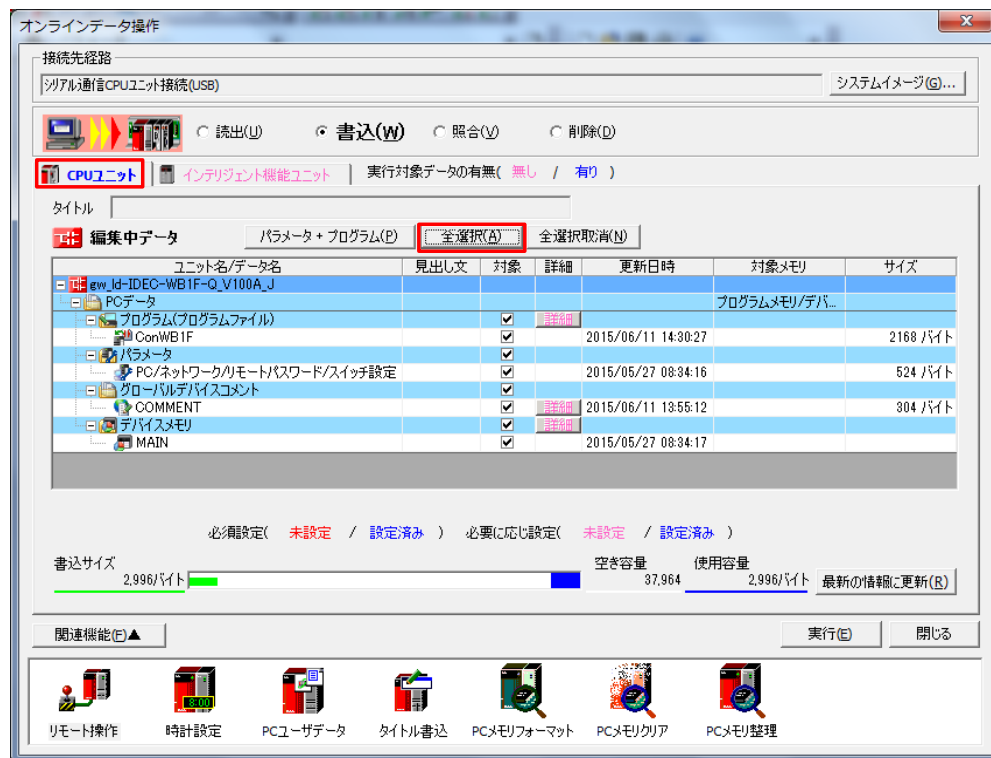 オンラインデータ操作
接続先経路
シリアル通信CPUユニット接続(USB)
システムイメージ(G)...
読出(U) 書込(W) 照合(V) 削除(D)
CPUユニット インテリジェント機能ユニット 実行対象データの有無( 無し / 有り )
タイトル
編集中データ パラメータ + プログラム(P) 全選択(A) 全選択取消(N)
ユニット名/データ名 見出し文 対象 詳細 更新日時 対象メモリ サイズ
gw_ld-IDEC-WB1F-Q_V100A_J
PCデータ プログラムメモリ/デバ...
プログラム(プログラムファイル) 詳細
ConWB1F 2015/06/11 14:30:27 2168 バイト
パラメータ
PC/ネットワーク/リモートパスワード/スイッチ設定 2015/05/27 08:34:16 524 バイト
グローバルデバイスコメント
COMMENT 詳細 2015/06/11 13:55:12 304 バイト
デバイスメモリ 詳細
MAIN 2015/05/27 08:34:17
必須設定( 未設定 / 設定済み ) 必要に応じ設定( 未設定 / 設定済み )
書込サイズ 空き容量 使用容量
2,996バイト 37,964 2,996バイト 最新の情報に更新(R)
関連機能(F)▲ 実行(E) 閉じる
8:00
リモート操作 時計設定 PCユーザデータ タイトル書込 PCメモリフォーマット PCメモリクリア PCメモリ整理